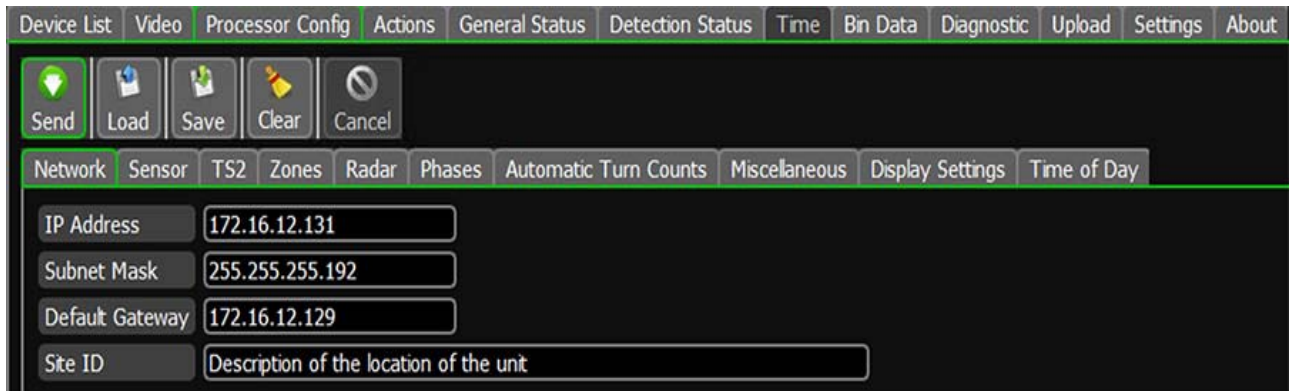 Device List Video Processor Config Actions General Status Detection Status Time Bin Data Diagnostic Upload Settings About
Send Load Save Clear Cancel
Network Sensor TS2 Zones Radar Phases Automatic Turn Counts Miscellaneous Display Settings Time of Day
IP Address 172.16.12.131
Subnet Mask 255.255.255.192
Default Gateway 172.16.12.129
Site ID Description of the location of the unit